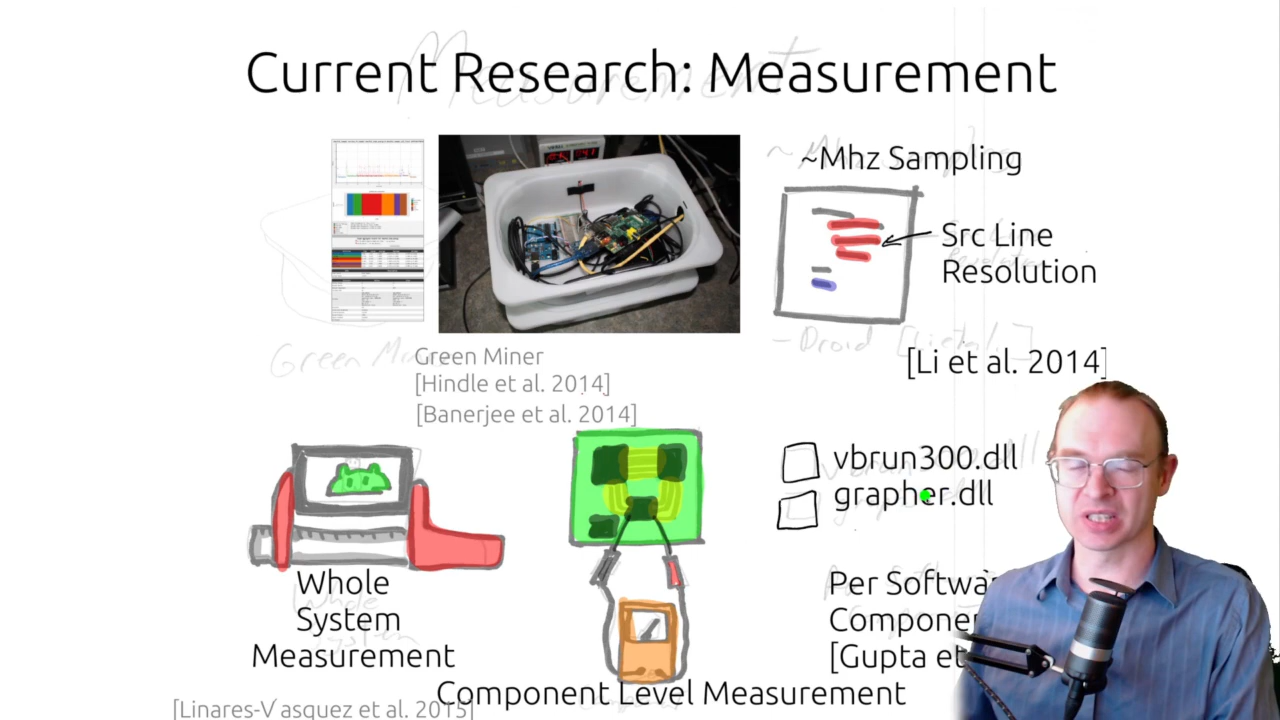 Current Research: Measurement
~Mhz Sampling
Src Line
Resolution
Green Miner
[Hindle et al. 2014]
[Banerjee et al. 2014]
[Li et al. 2014]
vbrun300.dll
grapher.dll
Whole
System
Measurement
Per Softwa
Compone
[Gupta et
Component Level Measurement
[Linares-Vasquez et al. 2015]